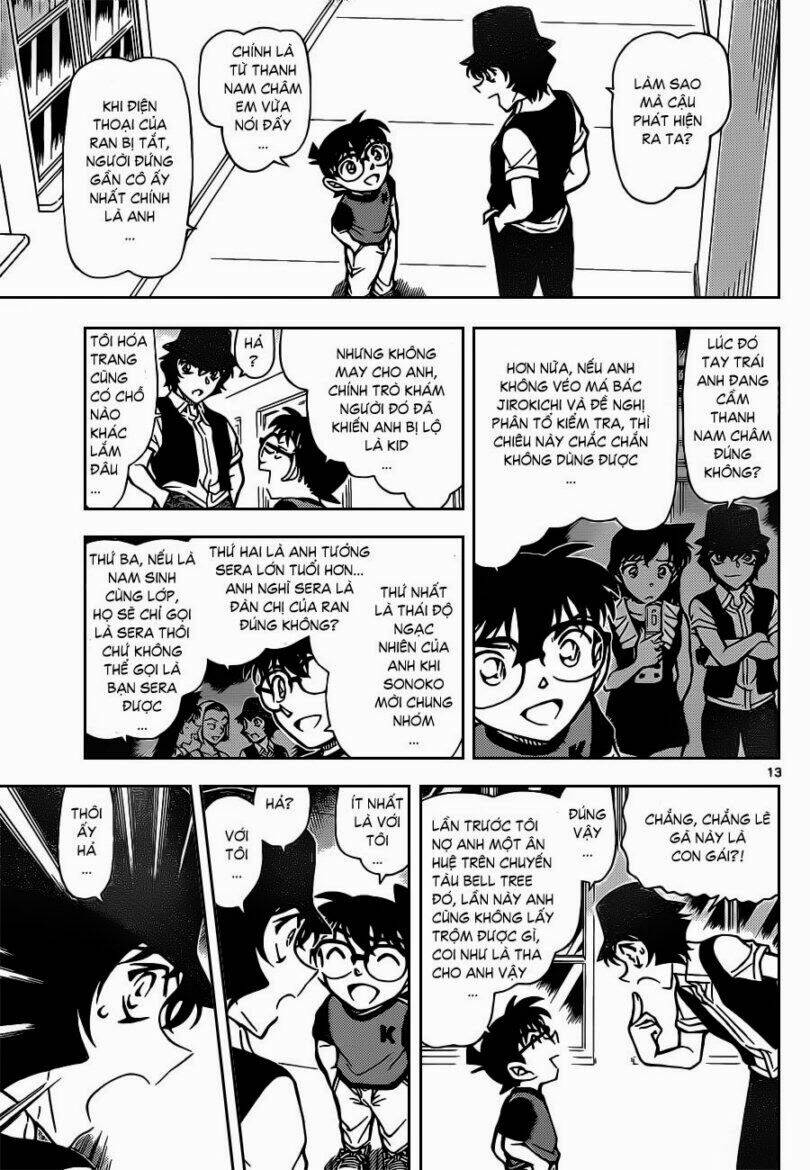 LÀM SAO
MÀ CẬU
PHÁT HIỆN
RA TA?
CHÍNH LÀ
TỪ THANH
NAM CHÂM
EM VỪA
NÓI ĐẤY
...
KHI ĐIỆN
THOẠI CỦA
RAN BỊ TẮT,
NGƯỜI ĐỨNG
GẦN CÔ ẤY
NHẤT CHÍNH
LÀ ANH
...
LÚC ĐÓ
TAY TRÁI
ANH ĐANG
CẦM
THANH
NAM CHÂM
ĐÚNG
KHÔNG?
HƠN NỮA, NẾU ANH
KHÔNG VÉO MÁ BÁC
JIROKICHI VÀ ĐỀ NGHỊ
PHÂN TỔ KIỂM TRA, THÌ
CHIÊU NÀY CHẮC CHẮN
KHÔNG DÙNG ĐƯỢC
...
NHƯNG KHÔNG
MAY CHO ANH,
CHÍNH TRÒ KHÁM
NGƯỜI ĐÓ ĐÃ
KHIẾN ANH BỊ LỘ
LÀ KID
...
HẢ
?
TÔI HÓA
TRANG
CŨNG
CÓ CHỖ
NÀO
KHÁC
LẮM
ĐÂU
...
THỨ NHẤT
LÀ THÁI ĐỘ
NGẠC
NHIÊN CỦA
ANH KHI
SONOKO
MỜI CHUNG
NHÓM
...
THỨ HAI LÀ ANH TƯỞNG
SERA LỚN TUỔI HƠN...
ANH NGHĨ SERA LÀ
ĐÀN CHỊ CỦA RAN
ĐÚNG KHÔNG?
THỨ BA, NẾU LÀ
NAM SINH
CÙNG LỚP,
HỌ SẼ CHỈ GỌI
LÀ SERA THÔI
CHỨ KHÔNG
THỂ GỌI LÀ
BẠN SERA
ĐƯỢC
...
K
13
CHẲNG, CHẲNG LẼ
GÃ NÀY LÀ
CON GÁI?!
ĐÚNG
VẬY
...
LẦN TRƯỚC TÔI
NỢ ANH MỘT ÂN
HUỆ TRÊN CHUYẾN
TÀU BELL TREE
ĐÓ, LẦN NÀY ANH
CŨNG KHÔNG LẤY
TRỘM ĐƯỢC GÌ,
COI NHƯ LÀ THA
CHO ANH VẬY
...
ÍT NHẤT
LÀ VỚI
TÔI
...
HẢ?
VỚI
TÔI
...
K
THÔI
ẤY
HẢ
...